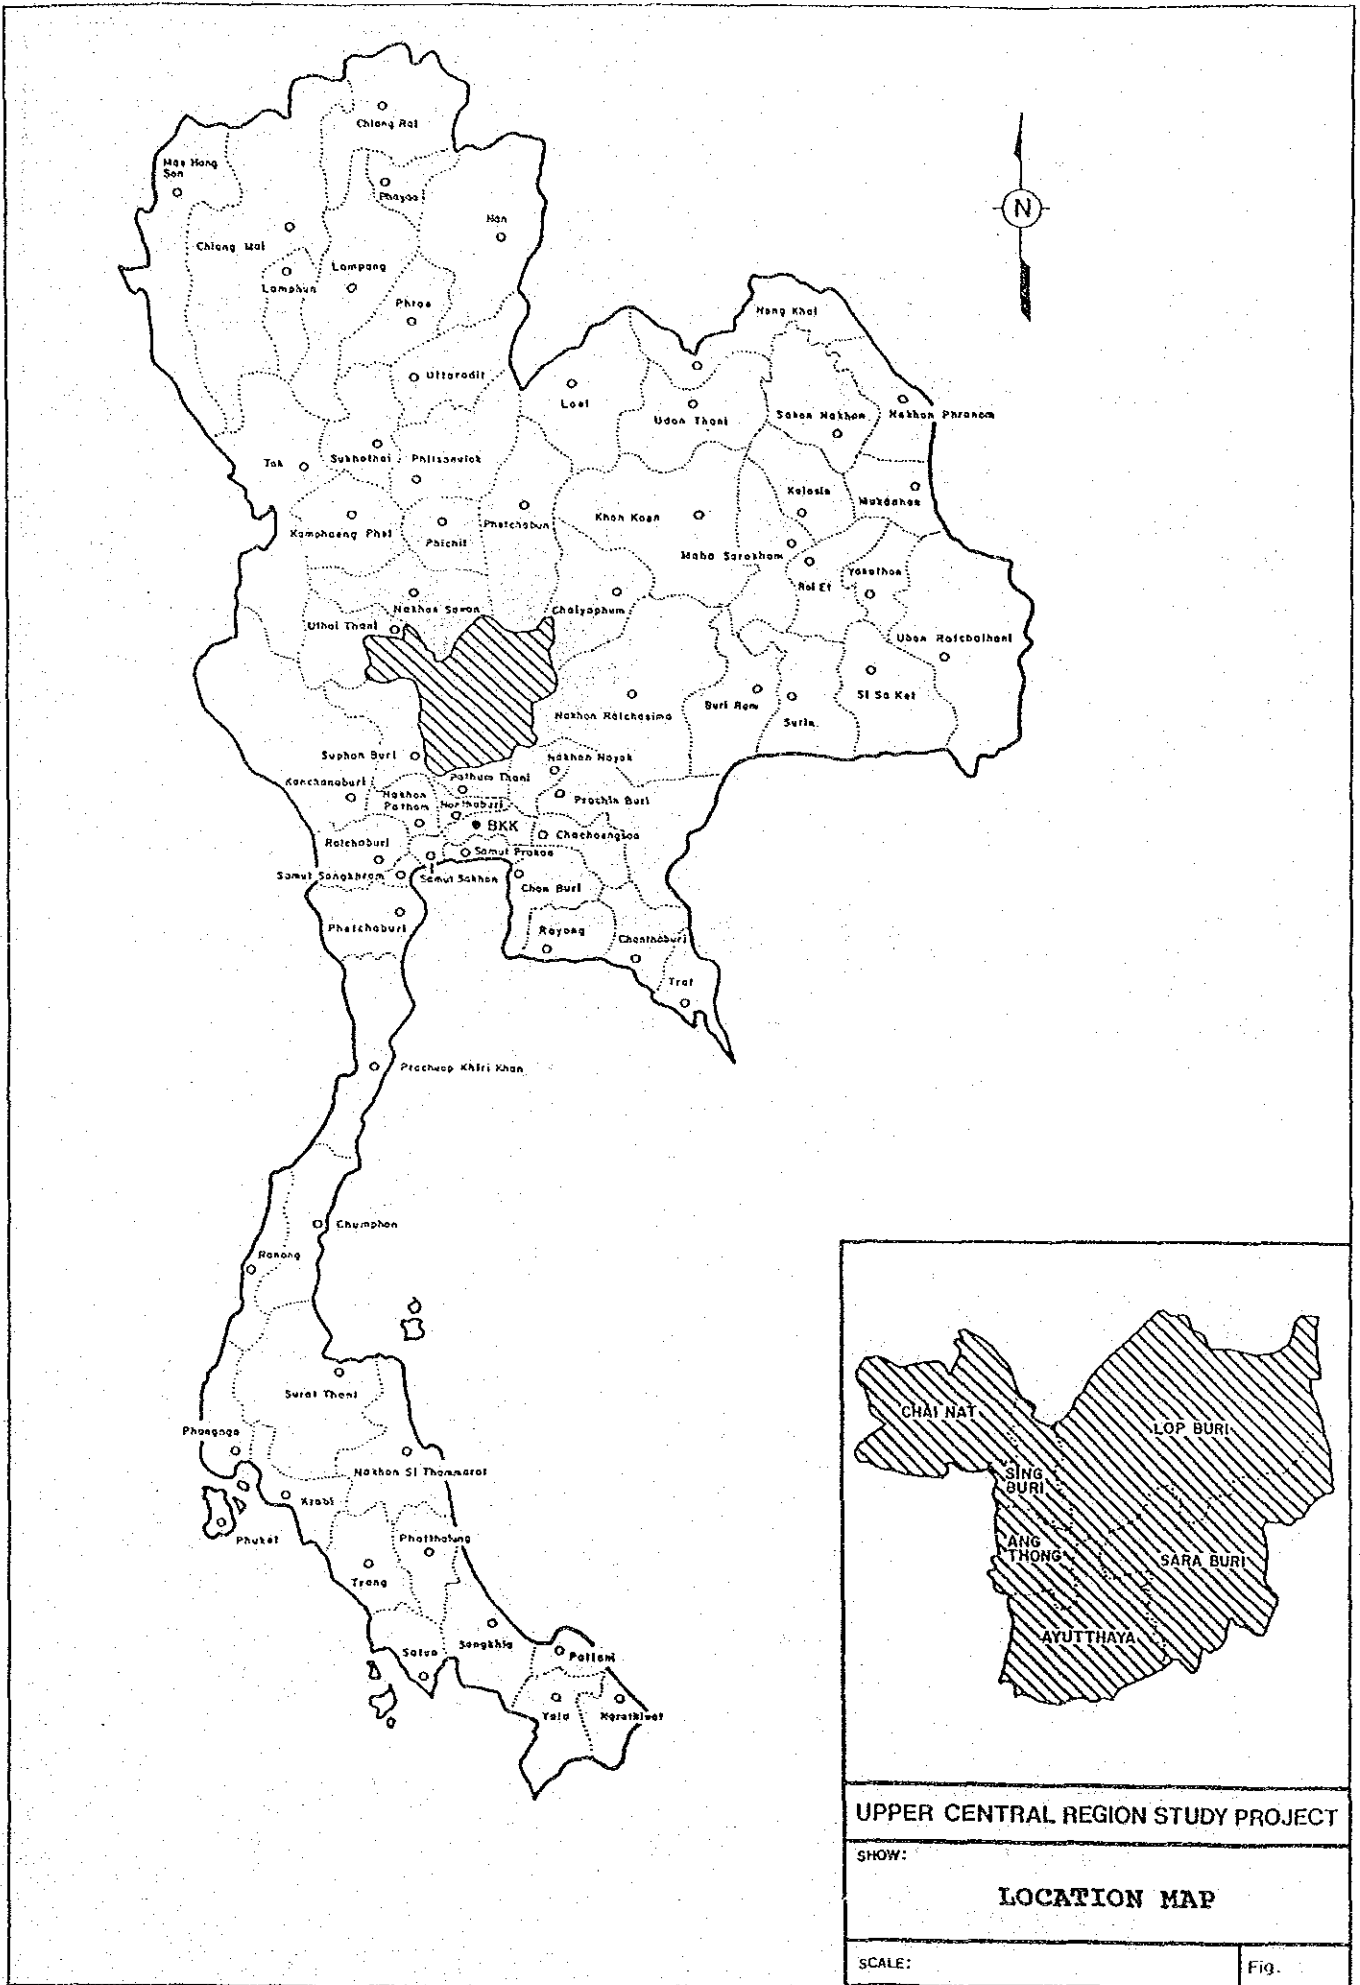 Chiang Rai
Mae Hong
Son
Phayao
Nan
Chiang Mai
Lampang
Lamphun
Phrae
Nong Khai
Uttaradit
Loei
Udon Thani
Sakon Nakhon
Nakhon Phranom
Tak
Sukhothai
Phitsanulok
Kalasin
Mukdahan
Kamphaeng Phet
Phichit
Phetchabun
Khon Kaen
Maha Sarakham
Roi Et
Yasothon
Nakhon Sawan
Chaiyaphum
Uthai Thani
Ubon Ratchathani
Si Sa Ket
Nakhon Ratchasima
Buri Ram
Surin
Suphan Buri
Nakhon Nayok
Kanchanaburi
Pathum Thani
Nakhon
Pathom
Nonthaburi
Prachin Buri
BKK
Chachoengsao
Ratchaburi
Samut Prakan
Samut Songkhram
Samut Sakhon
Chon Buri
Phetchaburi
Rayong
Chanthaburi
Trat
Prachuap Khiri Khan
Chumphon
Ranong
Surat Thani
Phangnga
Nakhon Si Thammarat
Krabi
Phuket
Phatthalung
Trang
Satun
Songkhla
Pattani
Yala
Narathiwat
N
CHAI NAT
LOP BURI
SING
BURI
ANG
THONG
SARA BURI
AYUTTHAYA
UPPER CENTRAL REGION STUDY PROJECT
SHOW:
LOCATION MAP
SCALE:
Fig.